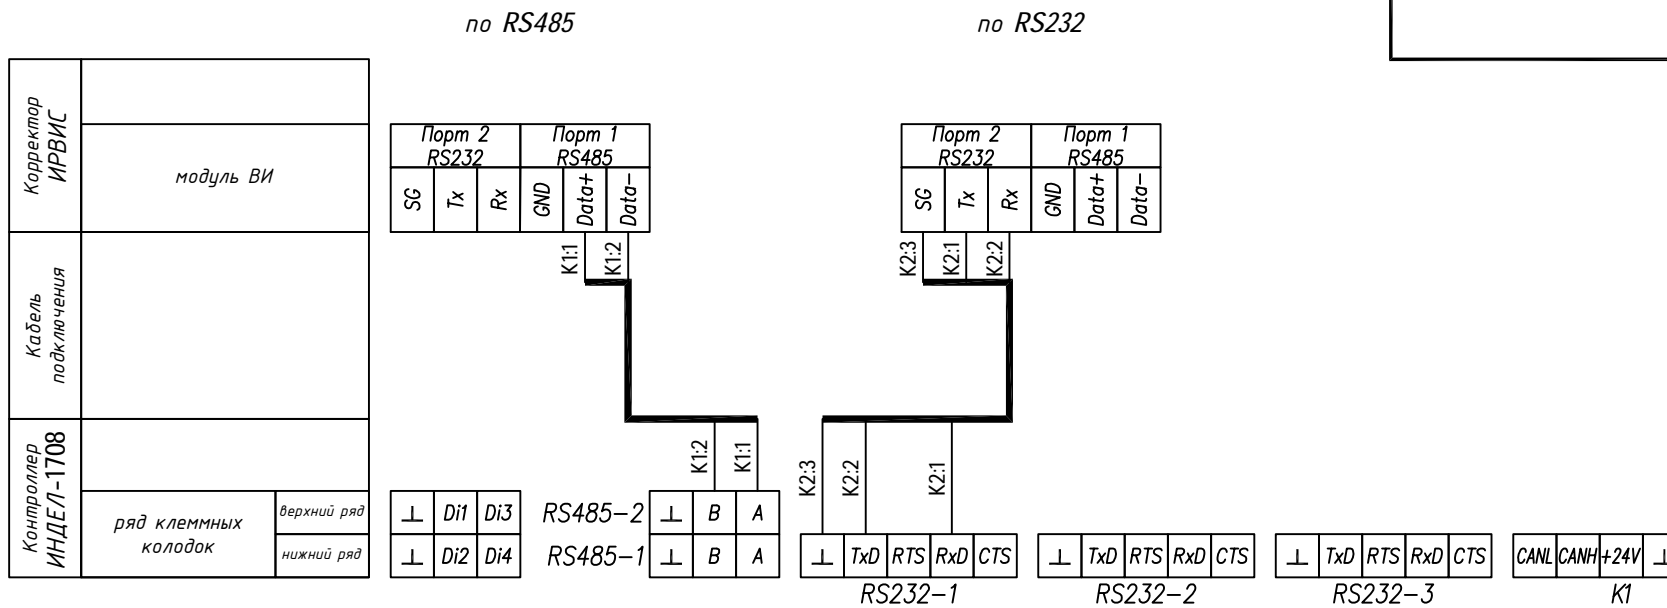 по RS485
по RS232
Корректор
ИРВИС
модуль ВИ
Порт 2
RS232
Порт 1
RS485
SG
Tx
Rx
GND
Data+
Data-
Порт 2
RS232
Порт 1
RS485
SG
Tx
Rx
GND
Data+
Data-
K1:1
K1:2
K2:3
K2:1
K2:2
Кабель
подключения
K1:2
K1:1
K2:3
K2:2
K2:1
Контроллер
ИНДЕЛ-1708
ряд клеммных
колодок
верхний ряд
нижний ряд
⊥ Di1 Di3
RS485-2 ⊥ B A
⊥ Di2 Di4
RS485-1 ⊥ B A
⊥ TxD RTS RxD CTS
⊥ TxD RTS RxD CTS
⊥ TxD RTS RxD CTS
CANL CANH +24V ⊥
RS232-1
RS232-2
RS232-3
K1